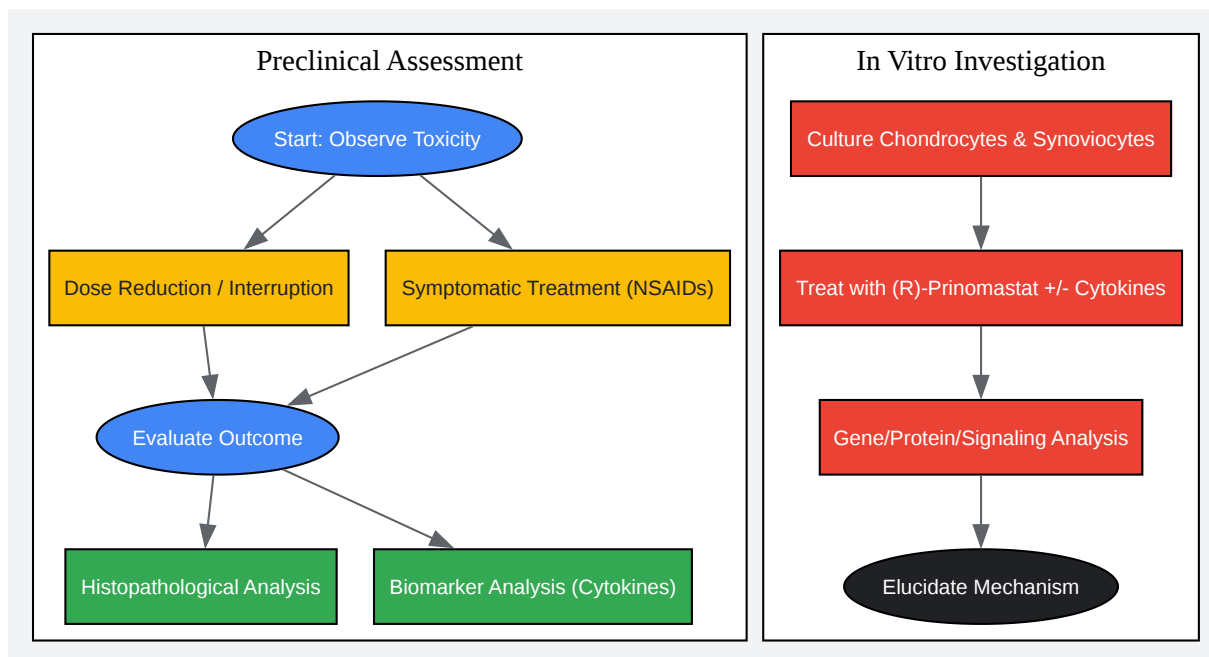 Preclinical Assessment
Start: Observe Toxicity
Dose Reduction / Interruption
Symptomatic Treatment (NSAIDs)
Evaluate Outcome
Histopathological Analysis
Biomarker Analysis (Cytokines)
In Vitro Investigation
Culture Chondrocytes & Synoviocytes
Treat with (R)-Prinomastat +/- Cytokines
Gene/Protein/Signaling Analysis
Elucidate Mechanism